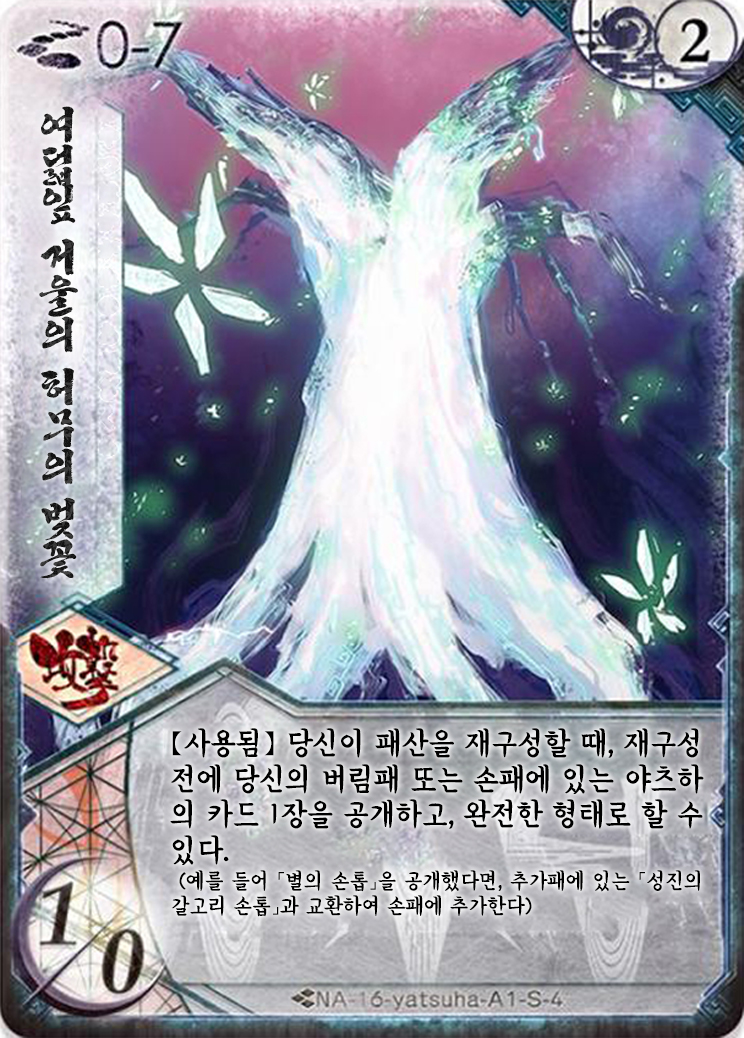 0-7
2
여덟잎 거울의 허무의 벚꽃
攻撃
【사용됨】 당신이 패산을 재구성할 때, 재구성
전에 당신의 버림패 또는 손패에 있는 야츠하
의 카드 1장을 공개하고, 완전한 형태로 할 수
있다.
(예를 들어 「별의 손톱」을 공개했다면, 추가패에 있는 「성진의
갈고리 손톱」과 교환하여 손패에 추가한다)
1/0
NA-16-yatsuha-A1-S-4